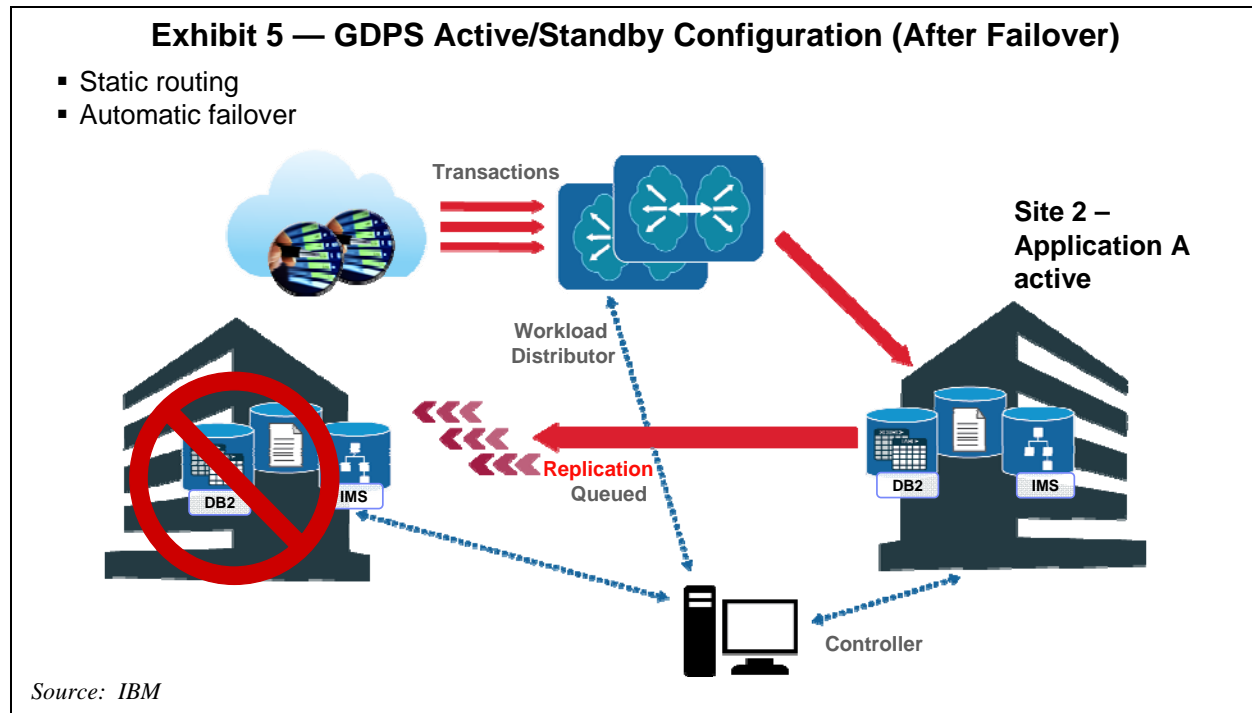 Exhibit 5 — GDPS Active/Standby Configuration (After Failover)
▪ Static routing
▪ Automatic failover
Transactions
Site 2 –
Application A
active
Workload
Distributor
Replication
Queued
DB2
IMS
DB2
IMS
Controller
Source: IBM